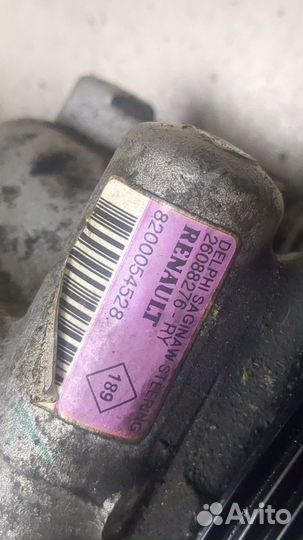 DELPHI SAGINAW STEERING
26088276-RY
RENAULT
8200054528.
189
Avito